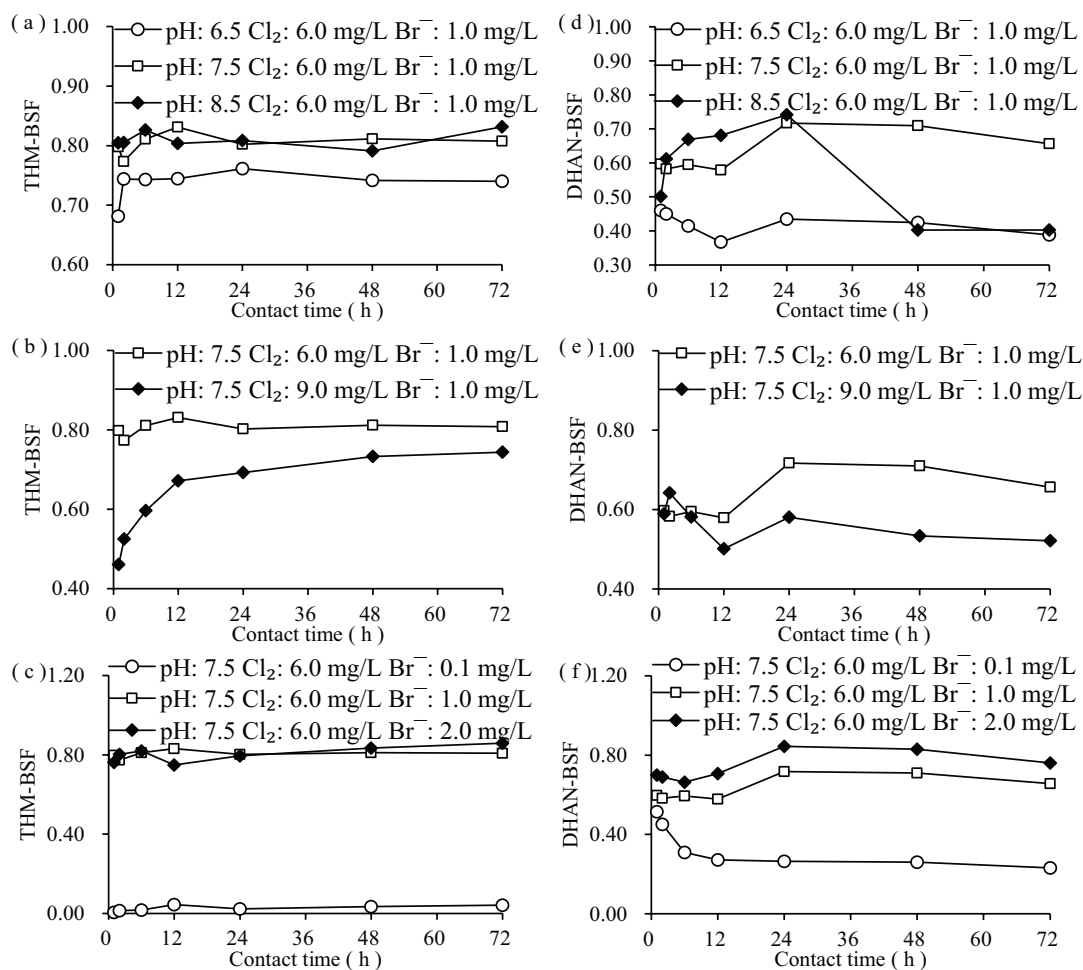 ( a )
1.00
0.90
0.80
0.70
0.60
THM-BSF
pH: 6.5 Cl₂: 6.0 mg/L Br⁻: 1.0 mg/L
pH: 7.5 Cl₂: 6.0 mg/L Br⁻: 1.0 mg/L
pH: 8.5 Cl₂: 6.0 mg/L Br⁻: 1.0 mg/L
0 12 24 36 48 60 72
Contact time ( h )
( d )
1.00
0.90
0.80
0.70
0.60
0.50
0.40
0.30
DHAN-BSF
pH: 6.5 Cl₂: 6.0 mg/L Br⁻: 1.0 mg/L
pH: 7.5 Cl₂: 6.0 mg/L Br⁻: 1.0 mg/L
pH: 8.5 Cl₂: 6.0 mg/L Br⁻: 1.0 mg/L
0 12 24 36 48 60 72
Contact time ( h )
( b )
1.00
0.80
0.60
0.40
THM-BSF
pH: 7.5 Cl₂: 6.0 mg/L Br⁻: 1.0 mg/L
pH: 7.5 Cl₂: 9.0 mg/L Br⁻: 1.0 mg/L
0 12 24 36 48 60 72
Contact time ( h )
( e )
1.00
0.80
0.60
0.40
DHAN-BSF
pH: 7.5 Cl₂: 6.0 mg/L Br⁻: 1.0 mg/L
pH: 7.5 Cl₂: 9.0 mg/L Br⁻: 1.0 mg/L
0 12 24 36 48 60 72
Contact time ( h )
( c )
1.20
0.80
0.40
0.00
THM-BSF
pH: 7.5 Cl₂: 6.0 mg/L Br⁻: 0.1 mg/L
pH: 7.5 Cl₂: 6.0 mg/L Br⁻: 1.0 mg/L
pH: 7.5 Cl₂: 6.0 mg/L Br⁻: 2.0 mg/L
0 12 24 36 48 60 72
Contact time ( h )
( f )
1.20
0.80
0.40
0.00
DHAN-BSF
pH: 7.5 Cl₂: 6.0 mg/L Br⁻: 0.1 mg/L
pH: 7.5 Cl₂: 6.0 mg/L Br⁻: 1.0 mg/L
pH: 7.5 Cl₂: 6.0 mg/L Br⁻: 2.0 mg/L
0 12 24 36 48 60 72
Contact time ( h )